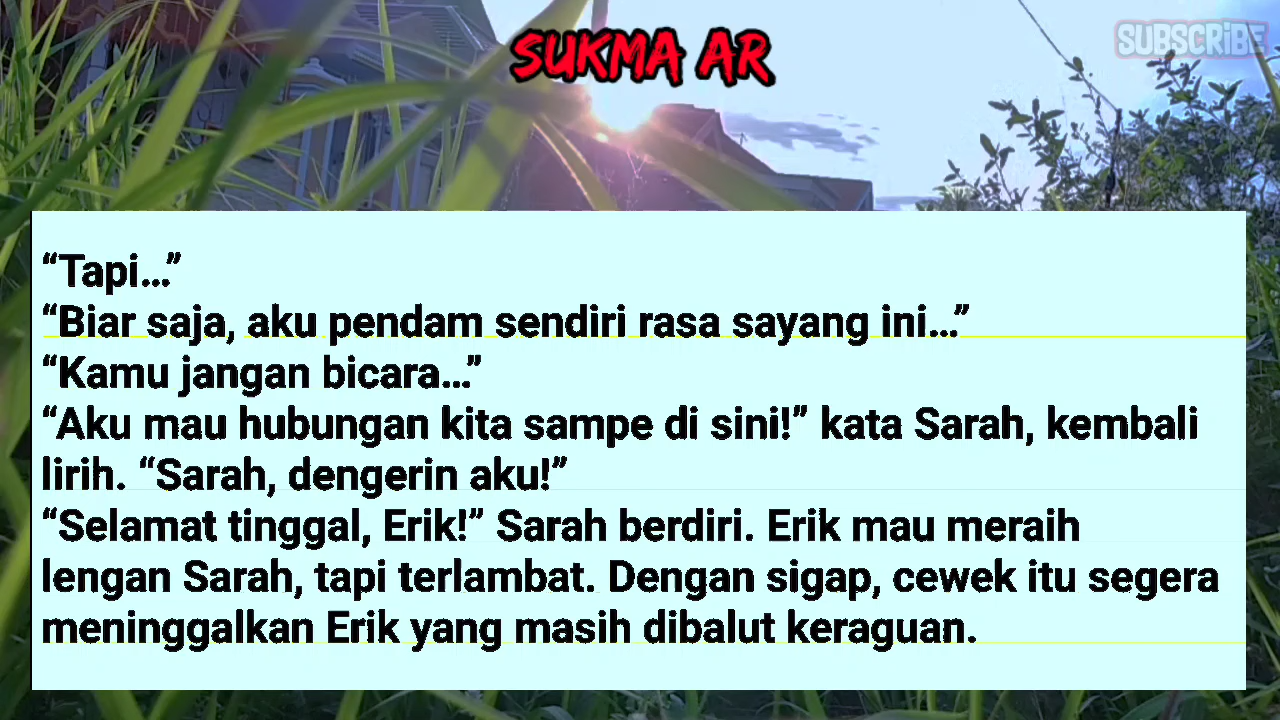 SUKMA AR
SUBSCRIBE
“Tapi...”
“Biar saja, aku pendam sendiri rasa sayang ini...”
“Kamu jangan bicara...”
“Aku mau hubungan kita sampe di sini!” kata Sarah, kembali
lirih. “Sarah, dengerin aku!”
“Selamat tinggal, Erik!” Sarah berdiri. Erik mau meraih
lengan Sarah, tapi terlambat. Dengan sigap, cewek itu segera
meninggalkan Erik yang masih dibalut keraguan.